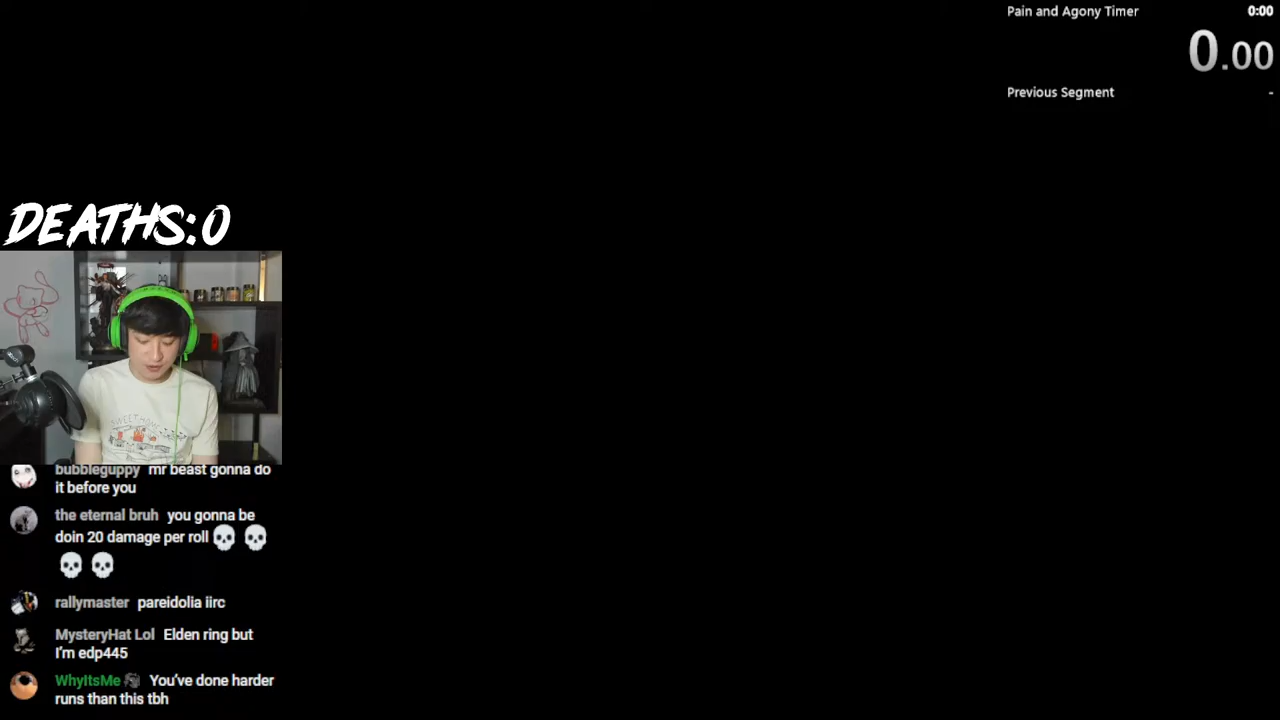 Pain and Agony Timer 0:00
0.00
Previous Segment -
DEATHS:0
bubbleguppy mr beast gonna do
it before you
the eternal bruh you gonna be
doin 20 damage per roll 💀 💀
💀 💀
rallymaster pareidolia iirc
MysteryHat Lol Elden ring but
I'm edp445
WhyItsMe You've done harder
runs than this tbh